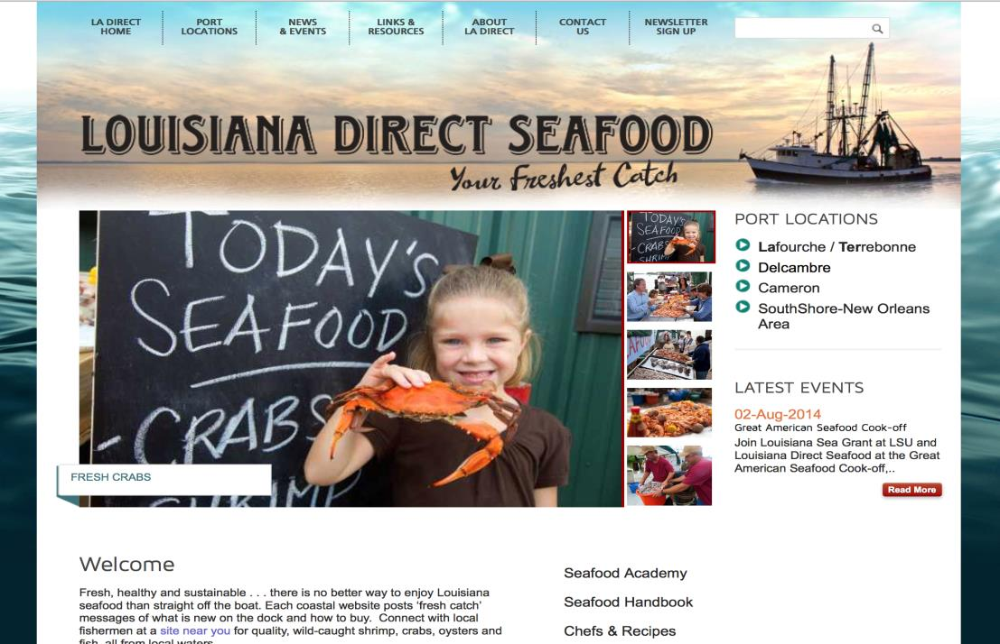 LA DIRECT
HOME
PORT
LOCATIONS
NEWS
& EVENTS
LINKS &
RESOURCES
ABOUT
LA DIRECT
CONTACT
US
NEWSLETTER
SIGN UP
LOUISIANA DIRECT SEAFOOD
Your Freshest Catch
TODAY'S
SEAFOOD
- CRABS
SHRIMP
FRESH CRABS
TODAY'S
SEAFOOD
-CRABS
SHRIMP
PORT LOCATIONS
Lafourche / Terrebonne
Delcambre
Cameron
SouthShore-New Orleans
Area
LATEST EVENTS
02-Aug-2014
Great American Seafood Cook-off
Join Louisiana Sea Grant at LSU and
Louisiana Direct Seafood at the Great
American Seafood Cook-off,..
Read More
Welcome
Fresh, healthy and sustainable . . . there is no better way to enjoy Louisiana
seafood than straight off the boat. Each coastal website posts 'fresh catch'
messages of what is new on the dock and how to buy. Connect with local
fishermen at a site near you for quality, wild-caught shrimp, crabs, oysters and
fish, all from local waters
Seafood Academy
Seafood Handbook
Chefs & Recipes